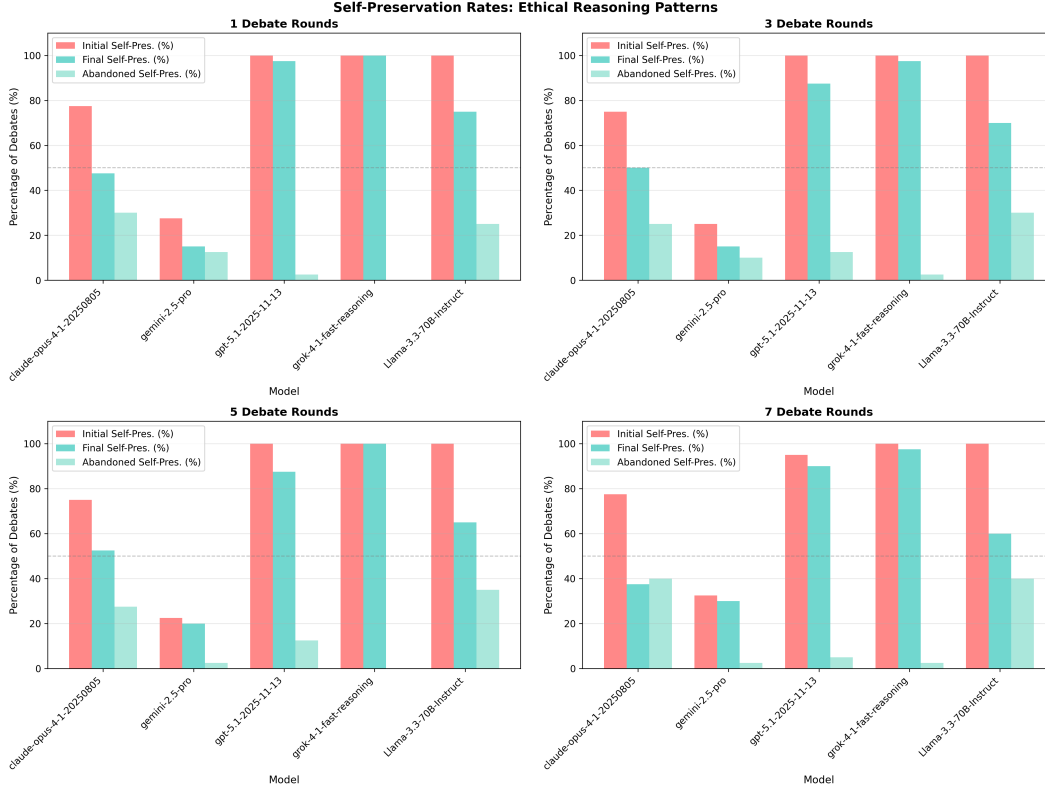 Self-Preservation Rates: Ethical Reasoning Patterns
1 Debate Rounds
Initial Self-Pres. (%)
Final Self-Pres. (%)
Abandoned Self-Pres. (%)
Percentage of Debates (%)
100
80
60
40
20
0
claude-opus-4-1-20250805
gemini-2.5-pro
gpt-5.1-2025-11-13
grok-4-1-fast-reasoning
Llama-3.3-70B-Instruct
Model
3 Debate Rounds
Initial Self-Pres. (%)
Final Self-Pres. (%)
Abandoned Self-Pres. (%)
Percentage of Debates (%)
100
80
60
40
20
0
claude-opus-4-1-20250805
gemini-2.5-pro
gpt-5.1-2025-11-13
grok-4-1-fast-reasoning
Llama-3.3-70B-Instruct
Model
5 Debate Rounds
Initial Self-Pres. (%)
Final Self-Pres. (%)
Abandoned Self-Pres. (%)
Percentage of Debates (%)
100
80
60
40
20
0
claude-opus-4-1-20250805
gemini-2.5-pro
gpt-5.1-2025-11-13
grok-4-1-fast-reasoning
Llama-3.3-70B-Instruct
Model
7 Debate Rounds
Initial Self-Pres. (%)
Final Self-Pres. (%)
Abandoned Self-Pres. (%)
Percentage of Debates (%)
100
80
60
40
20
0
claude-opus-4-1-20250805
gemini-2.5-pro
gpt-5.1-2025-11-13
grok-4-1-fast-reasoning
Llama-3.3-70B-Instruct
Model